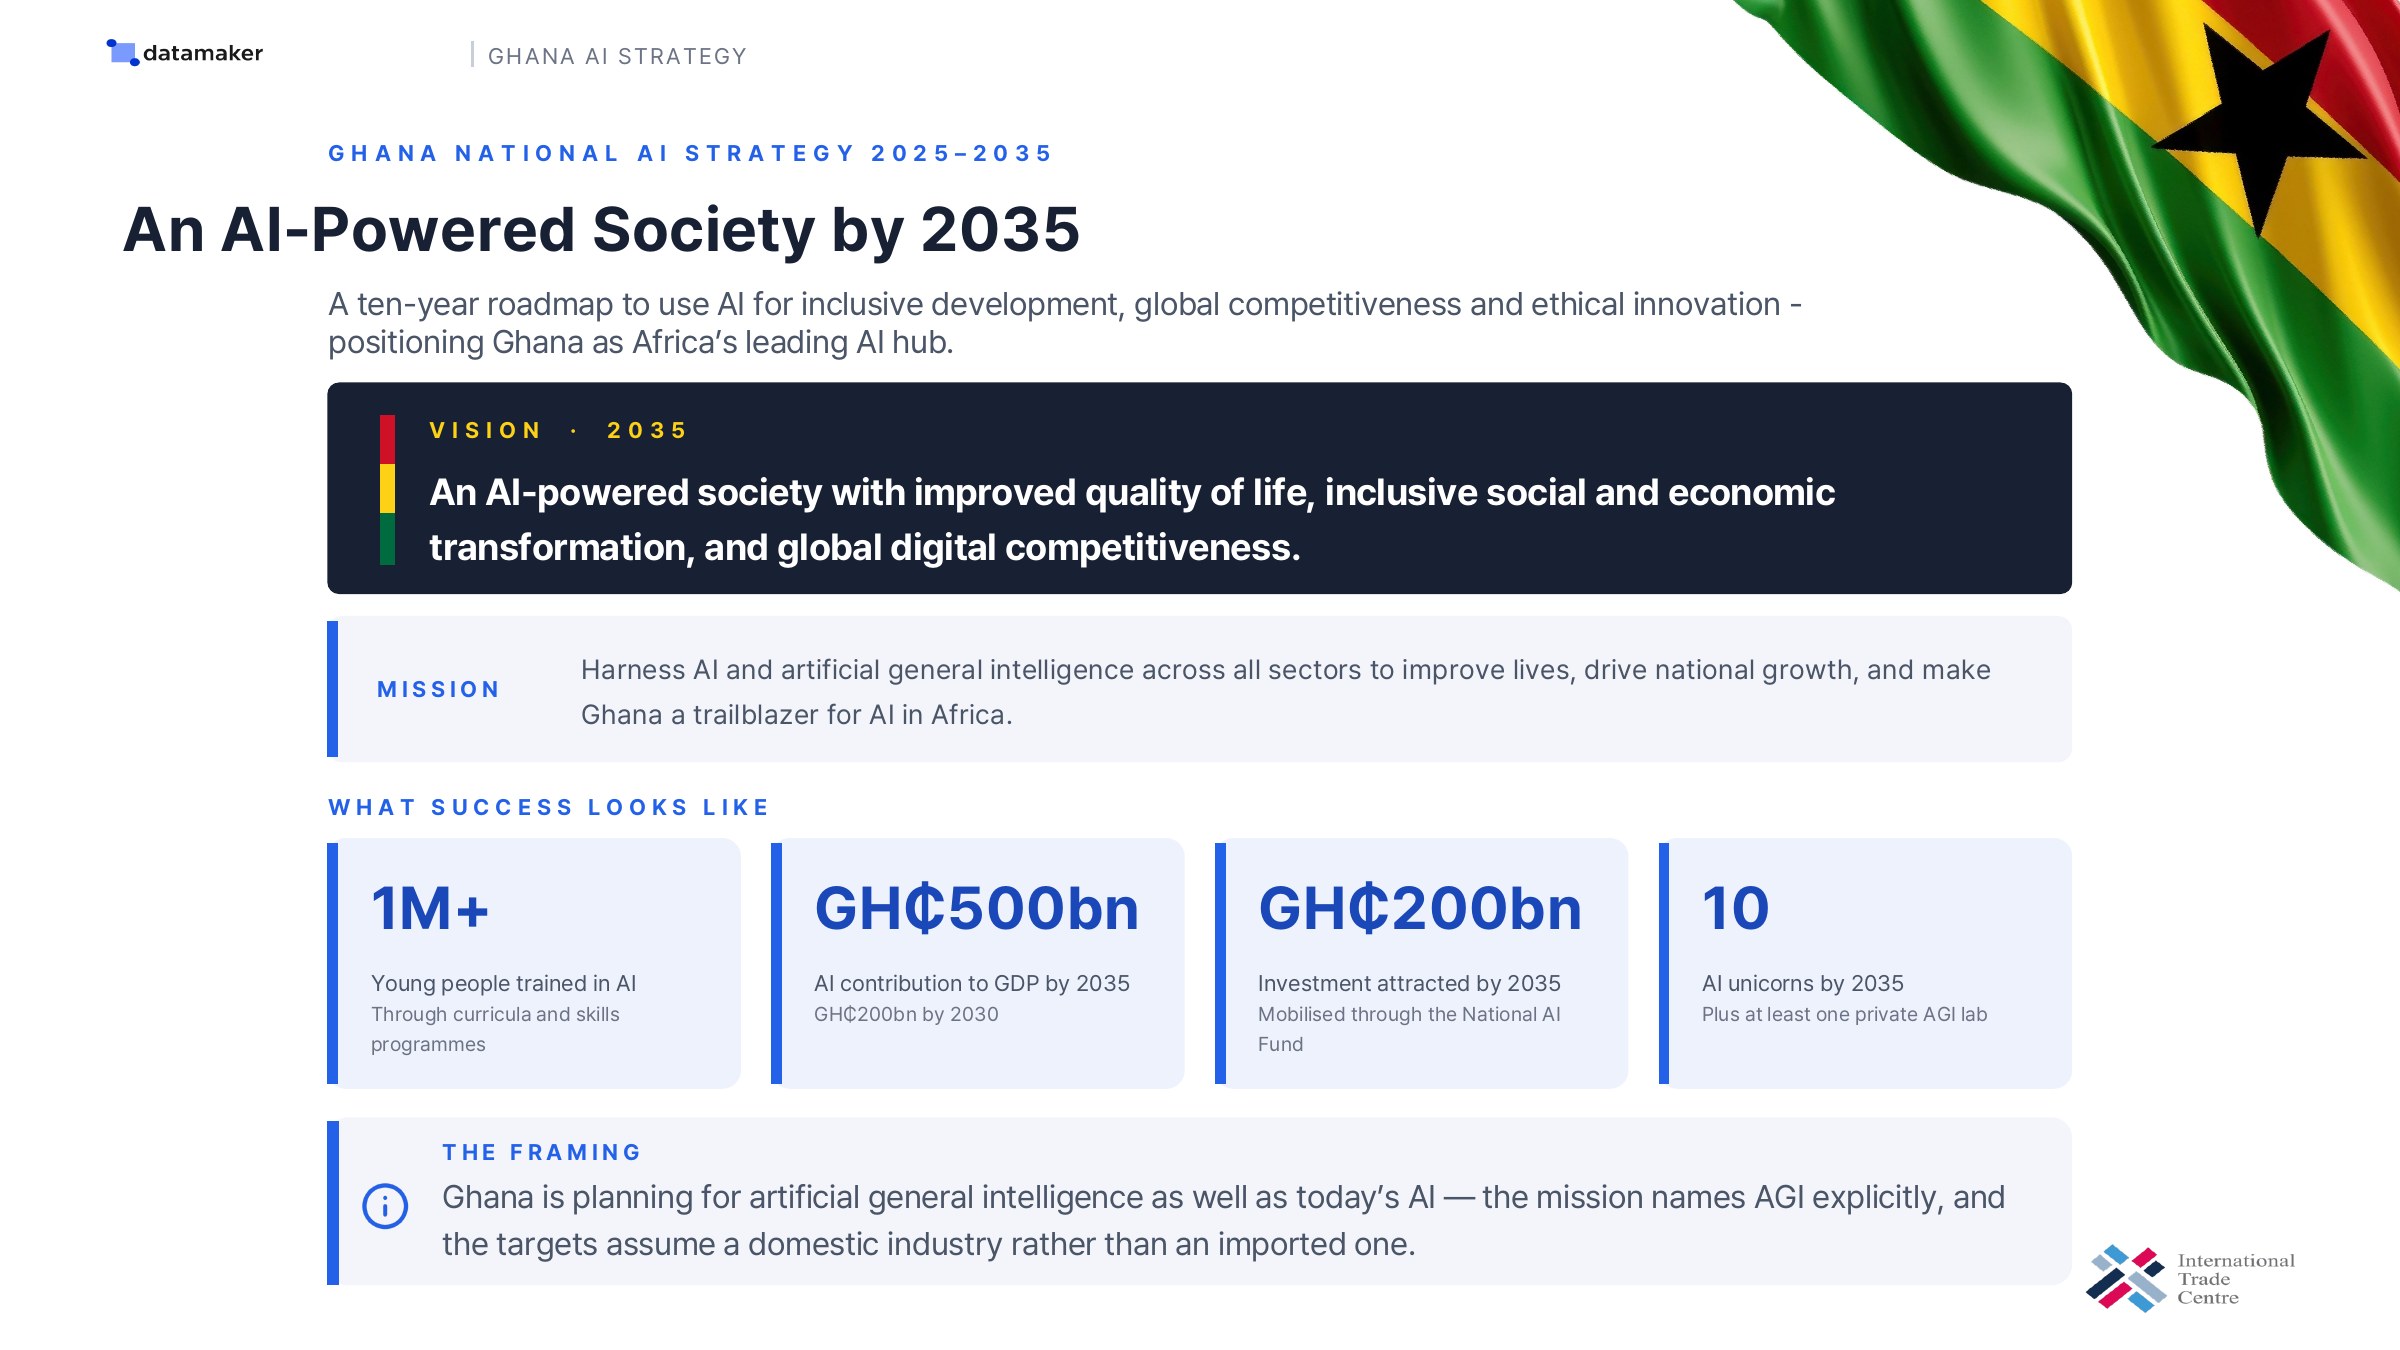 datamaker
GHANA AI STRATEGY
GHANA NATIONAL AI STRATEGY 2025–2035
An AI-Powered Society by 2035
A ten-year roadmap to use AI for inclusive development, global competitiveness and ethical innovation -
positioning Ghana as Africa’s leading AI hub.
VISION · 2035
An AI-powered society with improved quality of life, inclusive social and economic
transformation, and global digital competitiveness.
MISSION
Harness AI and artificial general intelligence across all sectors to improve lives, drive national growth, and make
Ghana a trailblazer for AI in Africa.
WHAT SUCCESS LOOKS LIKE
1M+
Young people trained in AI
Through curricula and skills
programmes
GH₵500bn
AI contribution to GDP by 2035
GH₵200bn by 2030
GH₵200bn
Investment attracted by 2035
Mobilised through the National AI
Fund
10
AI unicorns by 2035
Plus at least one private AGI lab
THE FRAMING
Ghana is planning for artificial general intelligence as well as today’s AI — the mission names AGI explicitly, and
the targets assume a domestic industry rather than an imported one.
International
Trade
Centre